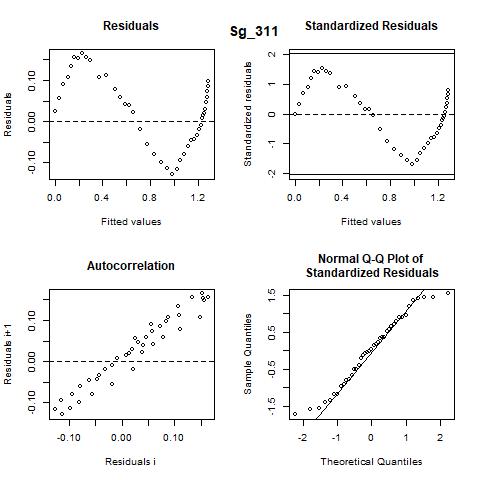 Sg_311
Residuals
Residuals
0.10
0.00
-0.10
0.0 0.4 0.8 1.2
Fitted values
Standardized Residuals
Standardized residuals
2
1
0
-1
-2
0.0 0.4 0.8 1.2
Fitted values
Autocorrelation
Residuals i+1
0.10
0.00
-0.10
-0.10 0.00 0.10
Residuals i
Normal Q-Q Plot of
Standardized Residuals
Sample Quantiles
1.5
0.5
-0.5
-1.5
-2 -1 0 1 2
Theoretical Quantiles